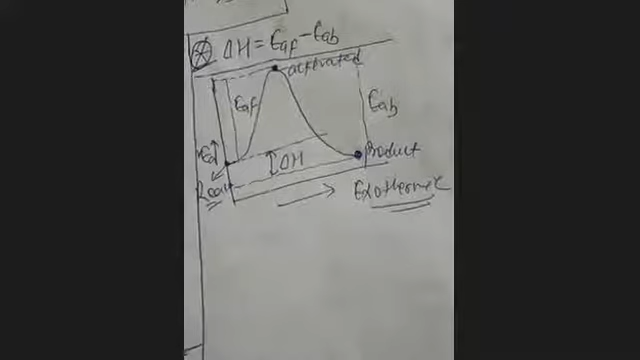 ΔH = Eaf - Eab
activated
Eaf
Eab
ΔH
Product
Exothermic